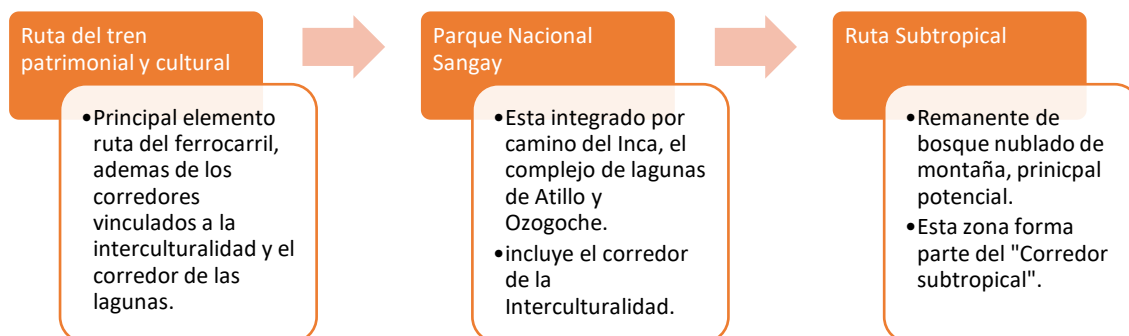 Ruta del tren
patrimonial y cultural
•Principal elemento
ruta del ferrocarril,
ademas de los
corredores
vinculados a la
interculturalidad y el
corredor de las
lagunas.
Parque Nacional
Sangay
•Esta integrado por
camino del Inca, el
complejo de lagunas
de Atillo y
Ozogoche.
•incluye el corredor
de la
Interculturalidad.
Ruta Subtropical
•Remanente de
bosque nublado de
montaña, prinicpal
potencial.
•Esta zona forma
parte del "Corredor
subtropical".